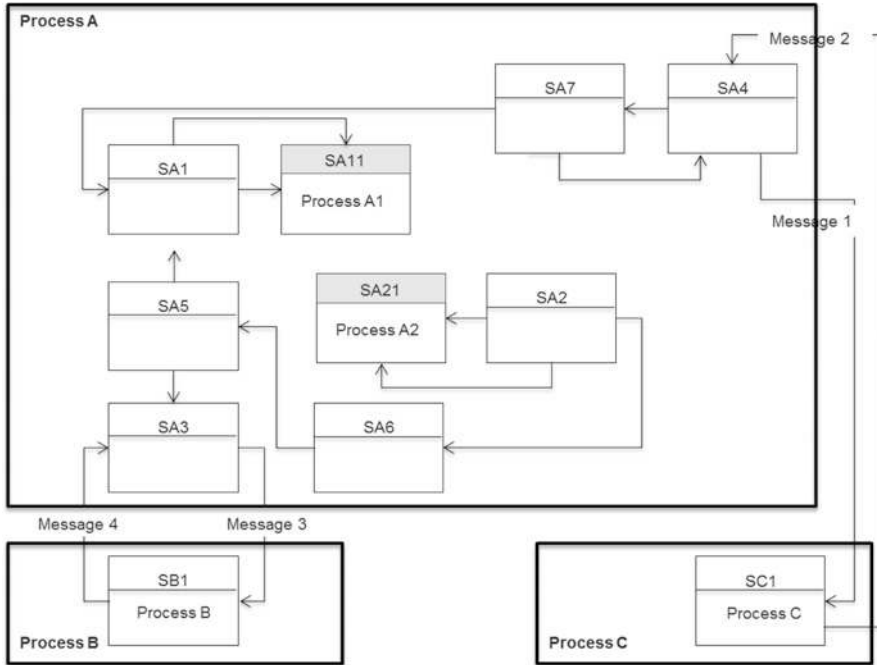 Process A
Message 2
SA7
SA4
SA1
SA11
Process A1
Message 1
SA5
SA21
Process A2
SA2
SA3
SA6
Message 4
Message 3
SB1
Process B
Process B
SC1
Process C
Process C